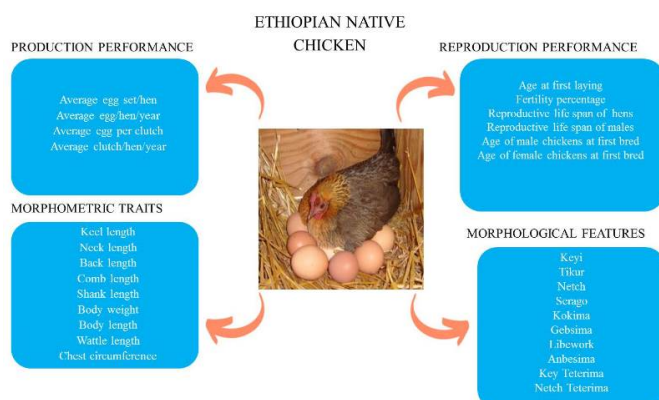 ETHIOPIAN NATIVE
CHICKEN
PRODUCTION PERFORMANCE
Average egg set/hen
Average egg/hen/year
Average egg per clutch
Average clutch/hen/year
REPRODUCTION PERFORMANCE
Age at first laying
Fertility percentage
Reproductive life span of hens
Reproductive life span of males
Age of male chickens at first bred
Age of female chickens at first bred
MORPHOMETRIC TRAITS
Keel length
Neck length
Back length
Comb length
Shank length
Body weight
Body length
Wattle length
Chest circumference
MORPHOLOGICAL FEATURES
Keyi
Tikur
Netch
Serago
Kokima
Gebsima
Libework
Anbesima
Key Teterima
Netch Teterima